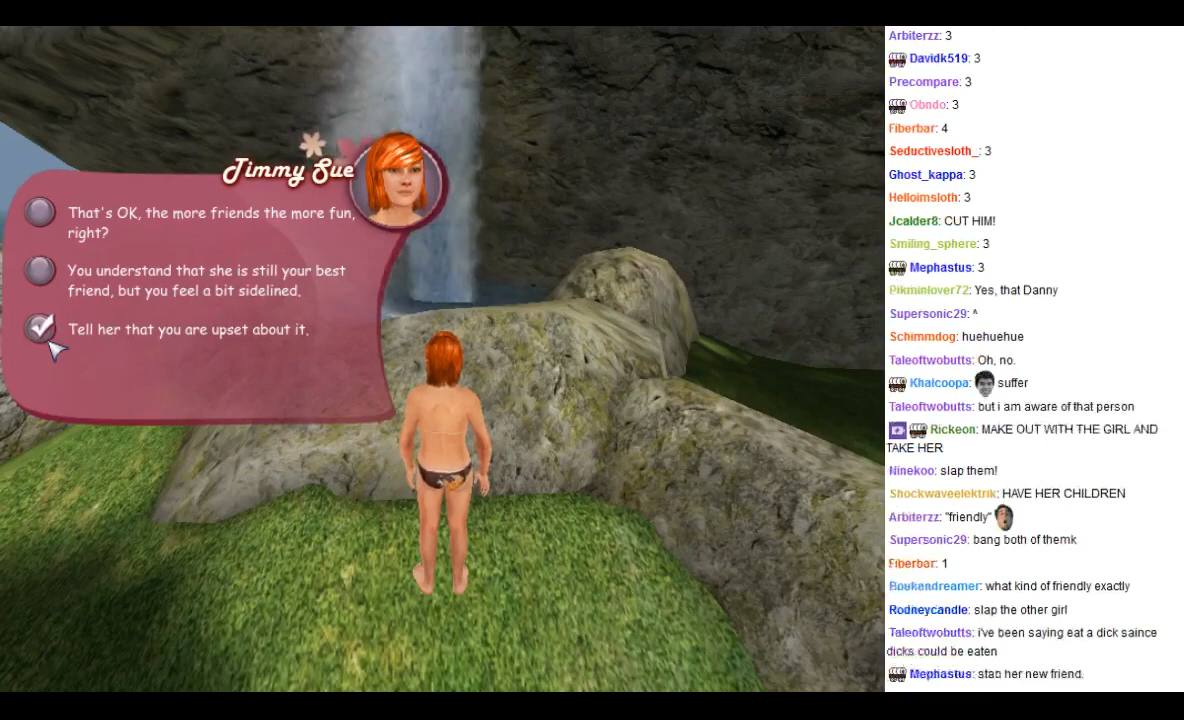 Jimmy Sue
That's OK, the more friends the more fun,
right?
You understand that she is still your best
friend, but you feel a bit sidelined.
Tell her that you are upset about it.
Arbiterzz: 3
Davidk519: 3
Precompare: 3
Obndo: 3
Fiberbar: 4
Seductivesloth_: 3
Ghost_kappa: 3
Helloimsloth: 3
Jcalder8: CUT HIM!
Smiling_sphere: 3
Mephastus: 3
Pikminlover72: Yes, that Danny
Supersonic29: ^
Schimmdog: huehuehue
Taleoftwobutts: Oh, no.
Khalcoopa: suffer
Taleoftwobutts: but i am aware of that person
Rickeon: MAKE OUT WITH THE GIRL AND
TAKE HER
Ninekoo: slap them!
Shockwaveelektrik: HAVE HER CHILDREN
Arbiterzz: "friendly"
Supersonic29: bang both of themk
Fiberbar: 1
what kind of friendly exactly
Rodneycandle: slap the other girl
Taleoftwobutts: i've been saying eat a dick saince
dicks could be eaten
Mephastus: stab her new friend.